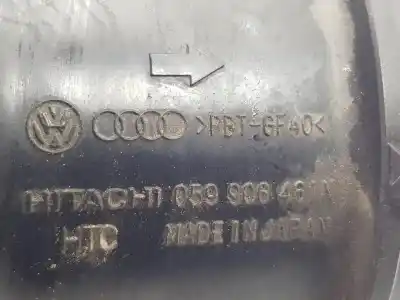 >PBT-GF40<
HITACHI 059 906 461
HTC MADE IN JAPAN